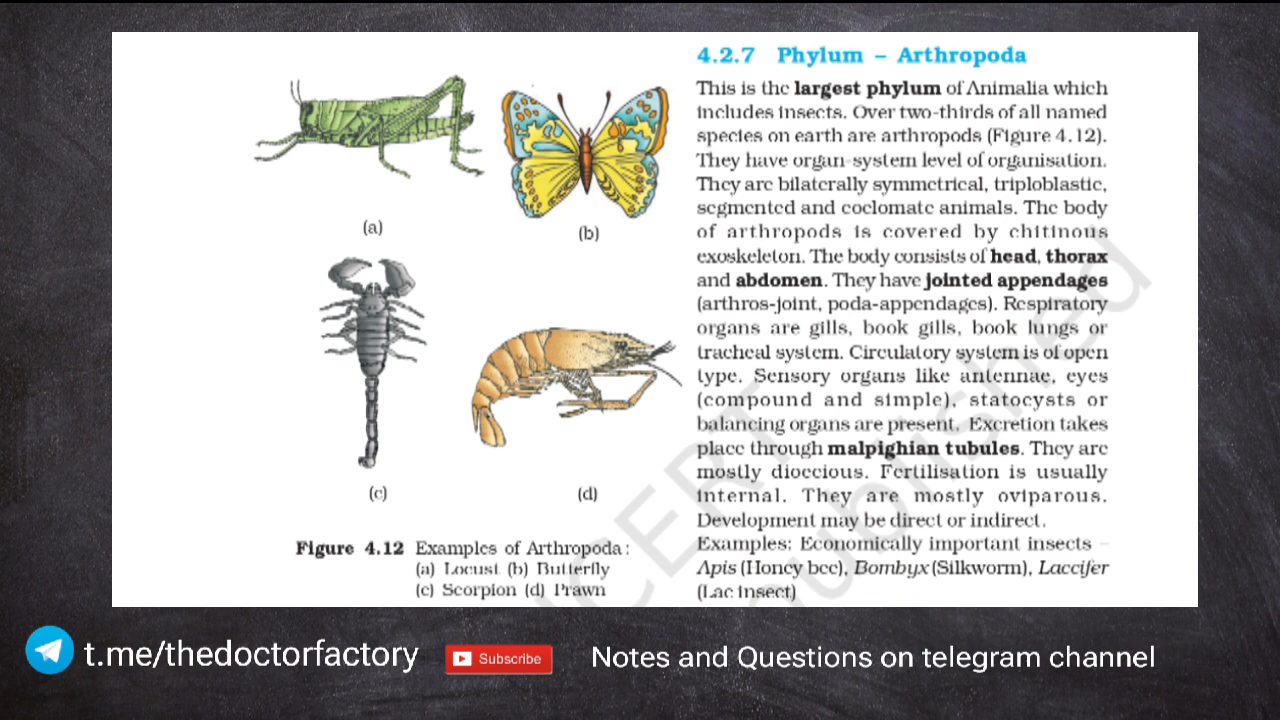 4.2.7 Phylum – Arthropoda
This is the largest phylum of Animalia which
includes insects. Over two-thirds of all named
species on earth are arthropods (Figure 4.12).
They have organ-system level of organisation.
They are bilaterally symmetrical, triploblastic,
segmented and coelomate animals. The body
of arthropods is covered by chitinous
exoskeleton. The body consists of head, thorax
and abdomen. They have jointed appendages
(arthros-joint, poda-appendages). Respiratory
organs are gills, book gills, book lungs or
tracheal system. Circulatory system is of open
type. Sensory organs like antennae, eyes
(compound and simple), statocysts or
balancing organs are present. Excretion takes
place through malpighian tubules. They are
mostly dioecious. Fertilisation is usually
internal. They are mostly oviparous.
Development may be direct or indirect.
Examples: Economically important insects –
Apis (Honey bee), Bombyx (Silkworm), Laccifer
(Lac insect)
(a)
(b)
(c)
(d)
Figure 4.12 Examples of Arthropoda:
(a) Locust (b) Butterfly
(c) Scorpion (d) Prawn
NCERT
published
t.me/thedoctorfactory
Subscribe
Notes and Questions on telegram channel